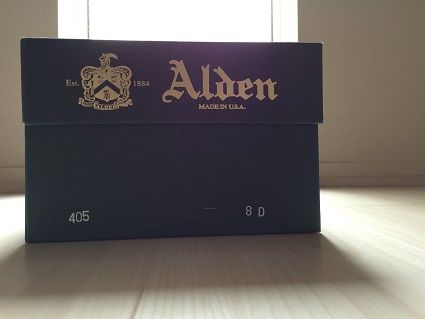 Est. 1884
ALDEN
Alden
MADE IN U.S.A.
405 8 D